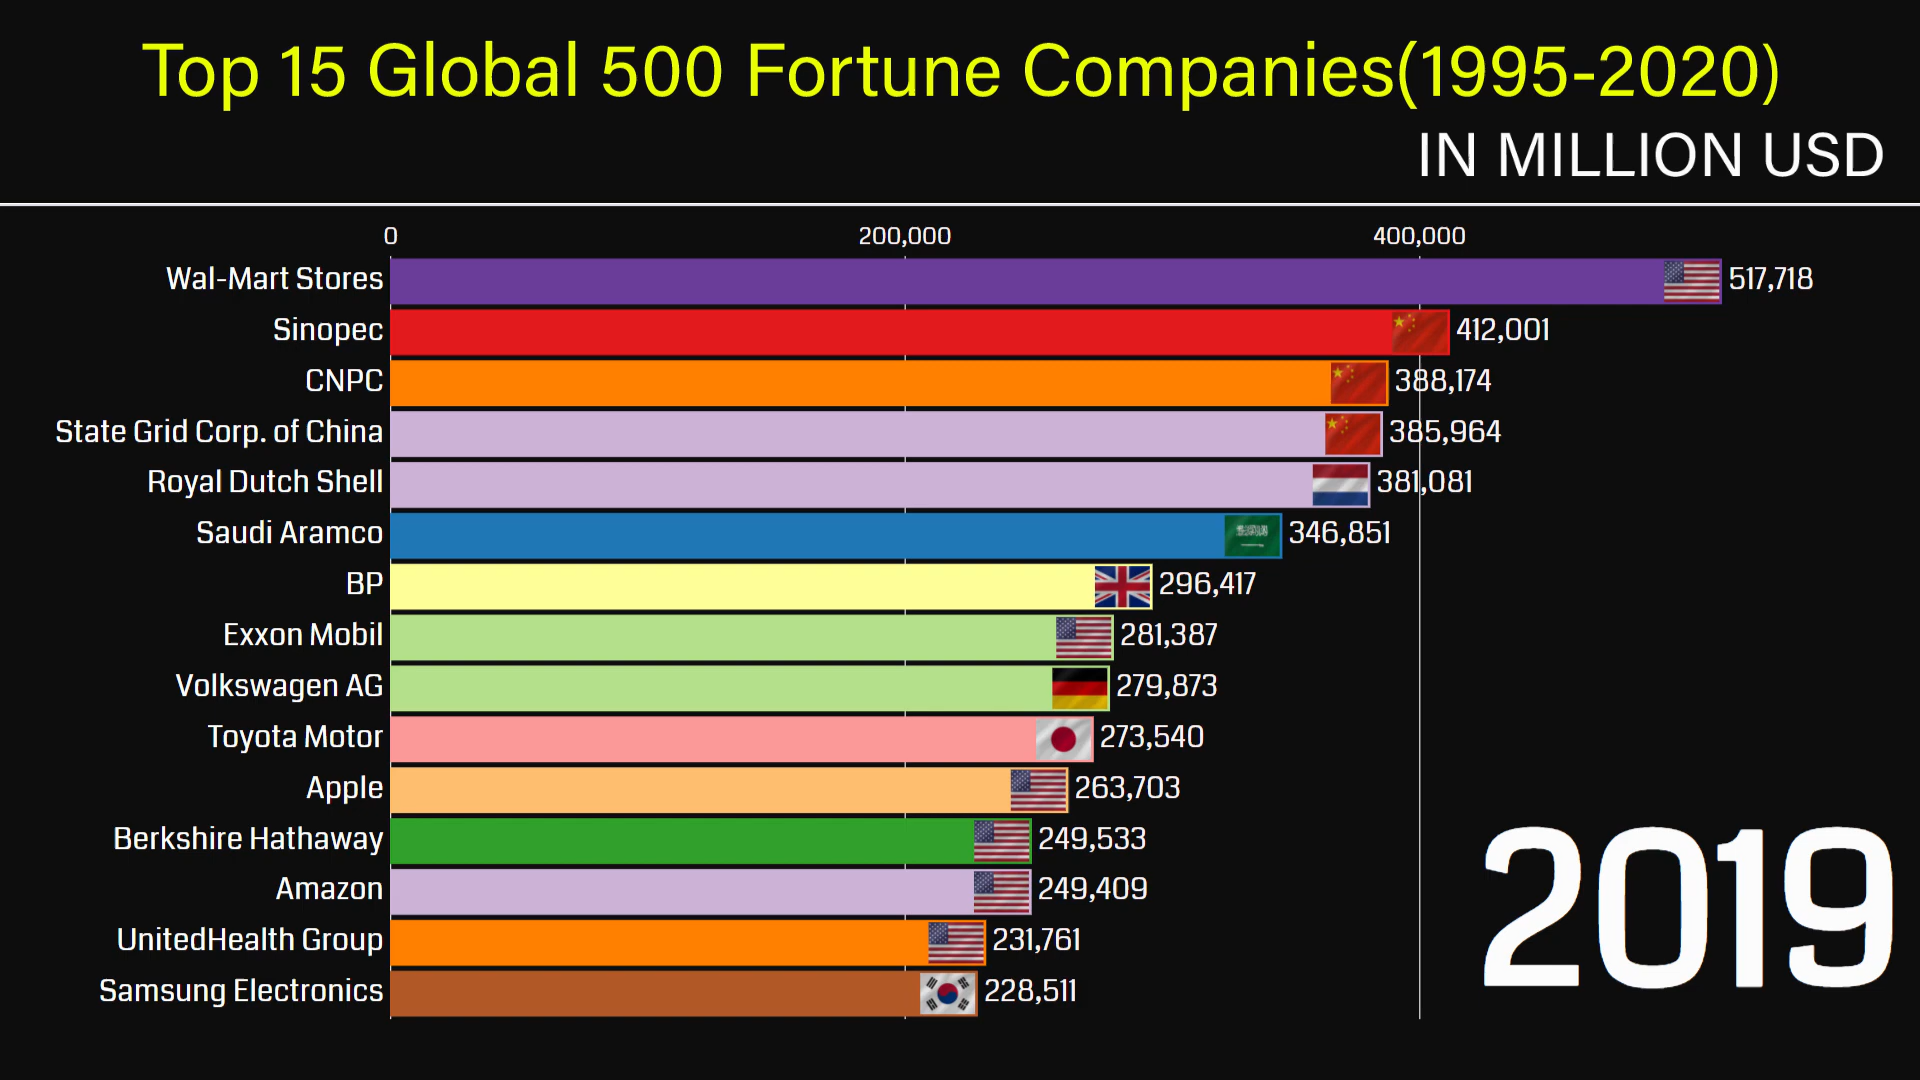 Top 15 Global 500 Fortune Companies(1995-2020)
IN MILLION USD
0 200,000 400,000
Wal-Mart Stores 517,718
Sinopec 412,001
CNPC 388,174
State Grid Corp. of China 385,964
Royal Dutch Shell 381,081
Saudi Aramco 346,851
BP 296,417
Exxon Mobil 281,387
Volkswagen AG 279,873
Toyota Motor 273,540
Apple 263,703
Berkshire Hathaway 249,533
Amazon 249,409
UnitedHealth Group 231,761
Samsung Electronics 228,511
2019